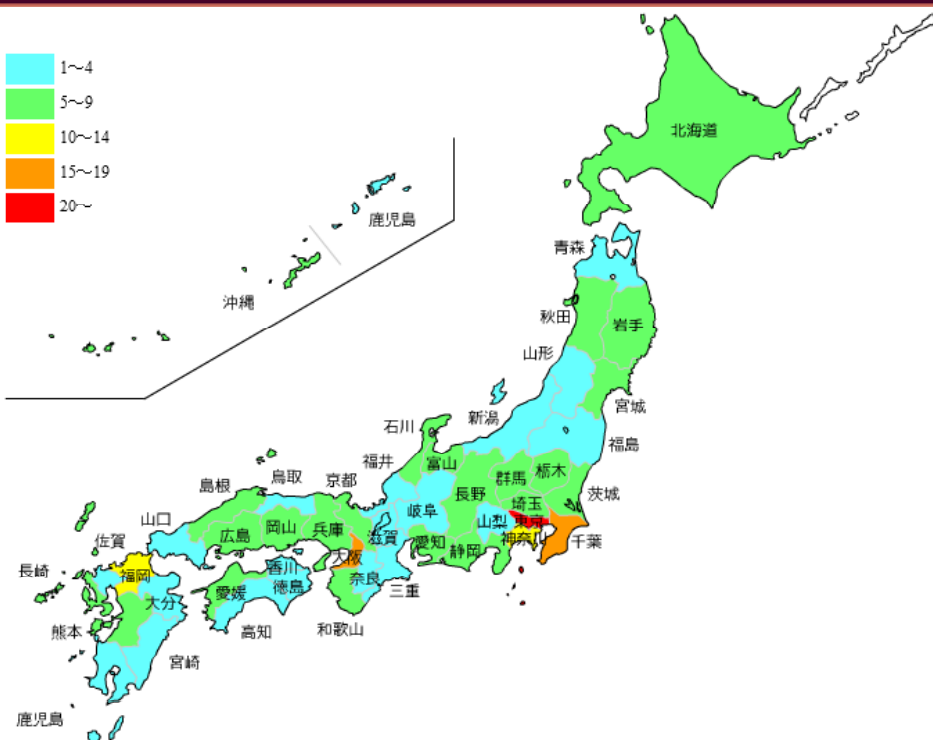 1～4
5～9
10～14
15～19
20～
北海道
鹿児島
沖縄
青森
秋田
岩手
山形
宮城
新潟
福島
石川
福井
富山
群馬
栃木
茨城
長野
埼玉
東京
千葉
山梨
神奈川
岐阜
愛知
静岡
島根
鳥取
京都
山口
広島
岡山
兵庫
滋賀
大阪
奈良
三重
和歌山
香川
徳島
愛媛
高知
佐賀
長崎
福岡
大分
熊本
宮崎
鹿児島